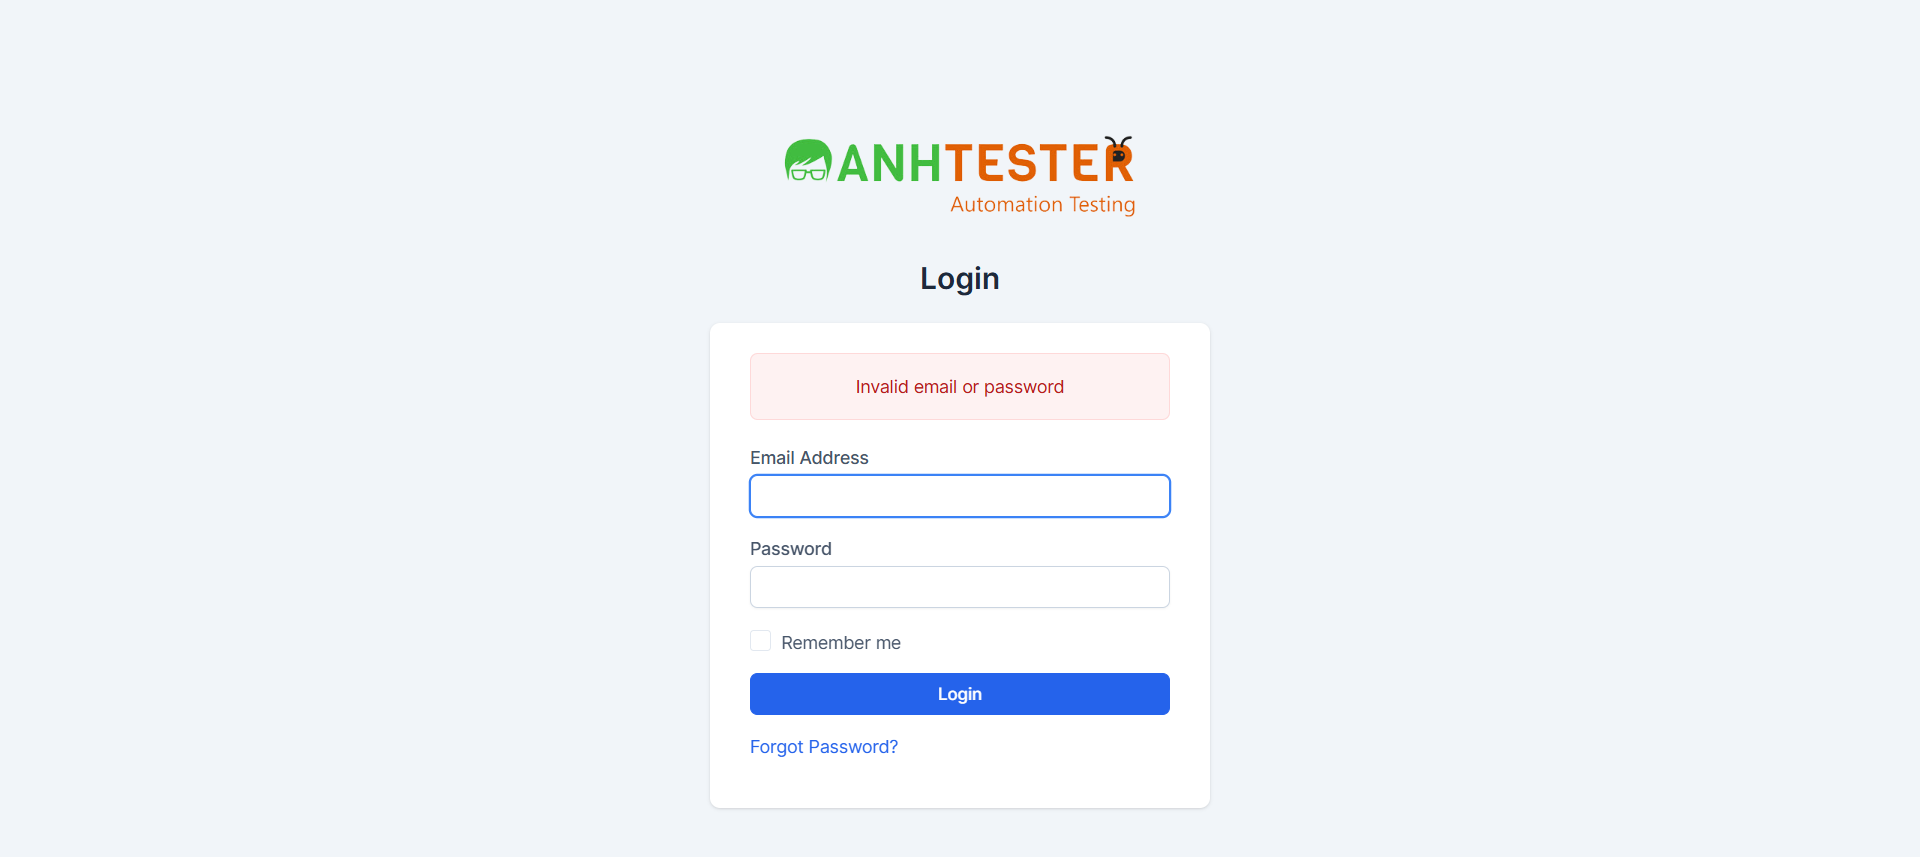 ANHTESTER
Automation Testing
Login
Invalid email or password
Email Address
Password
Remember me
Login
Forgot Password?